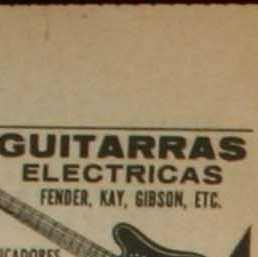 GUITARRAS
ELECTRICAS
FENDER, KAY, GIBSON, ETC.